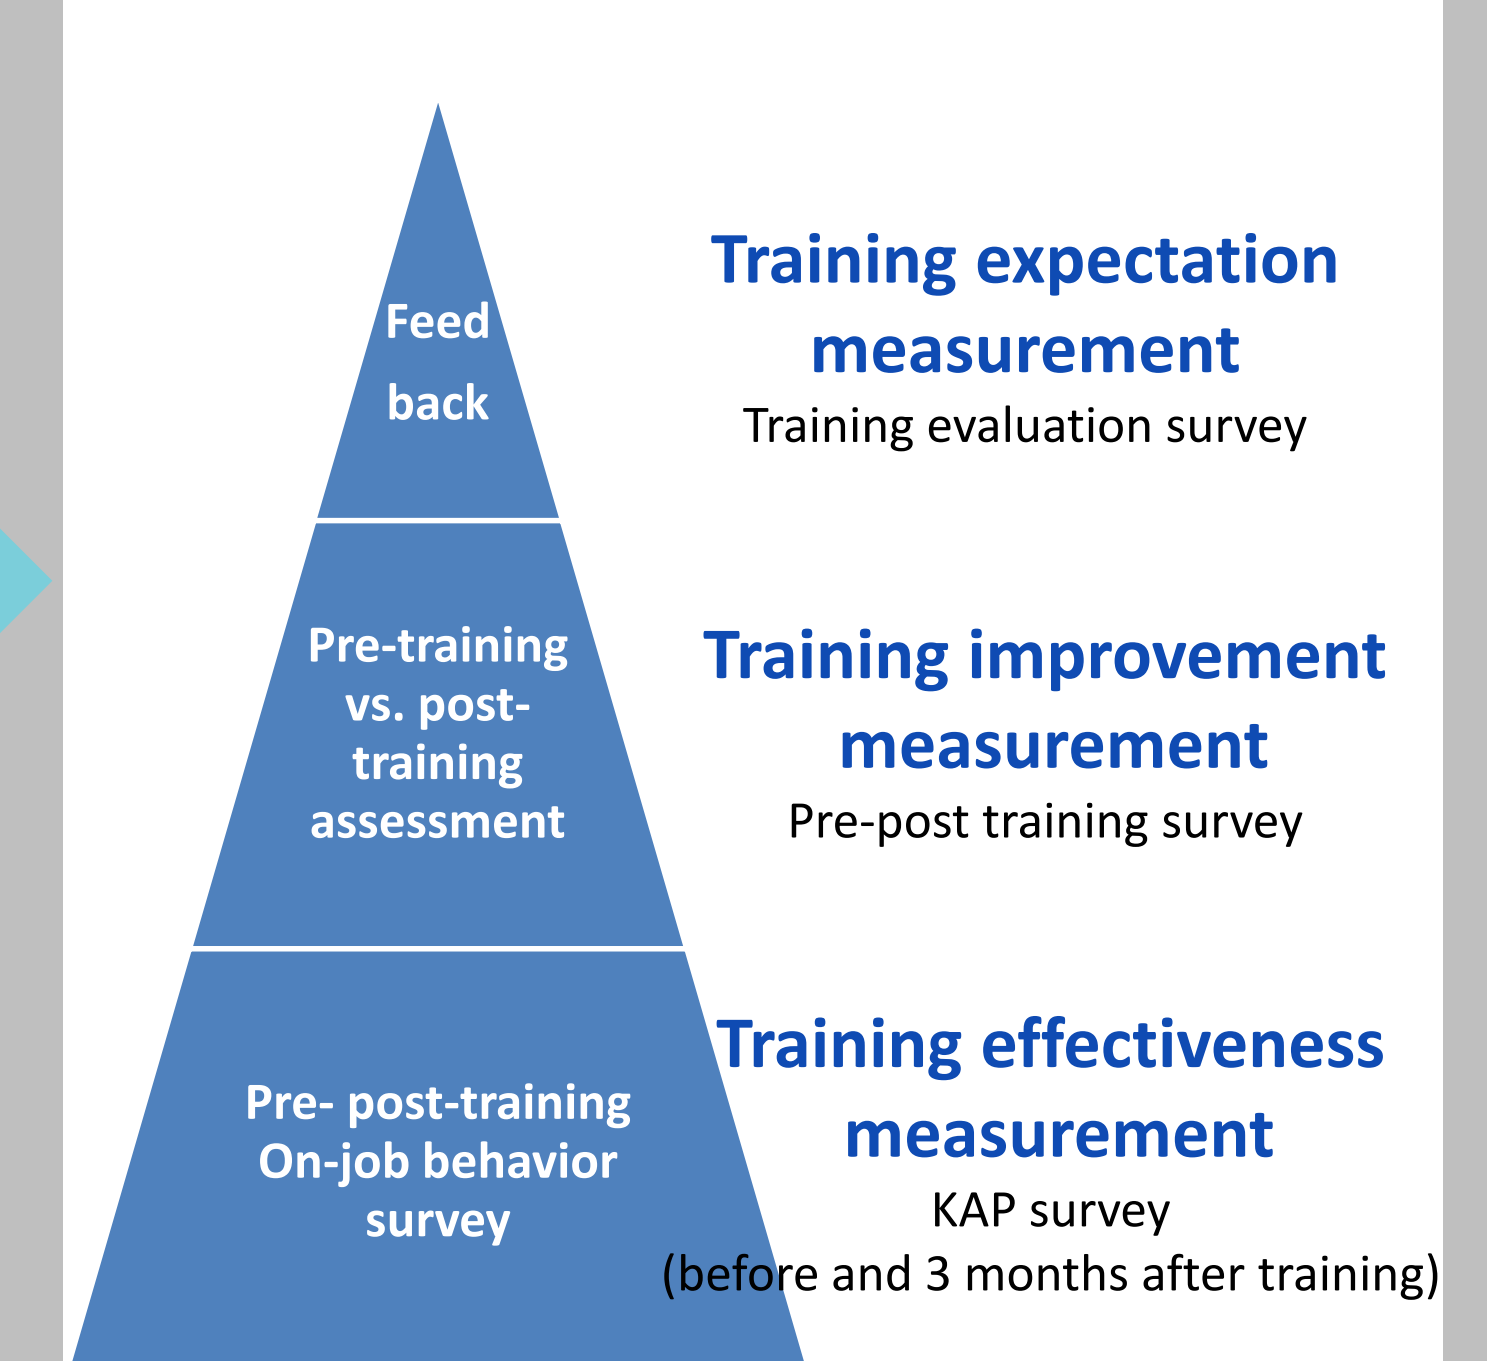 Feed
back
Training expectation
measurement
Training evaluation survey
Pre-training
vs. post-
training
assessment
Training improvement
measurement
Pre-post training survey
Pre- post-training
On-job behavior
survey
Training effectiveness
measurement
KAP survey
(before and 3 months after training)